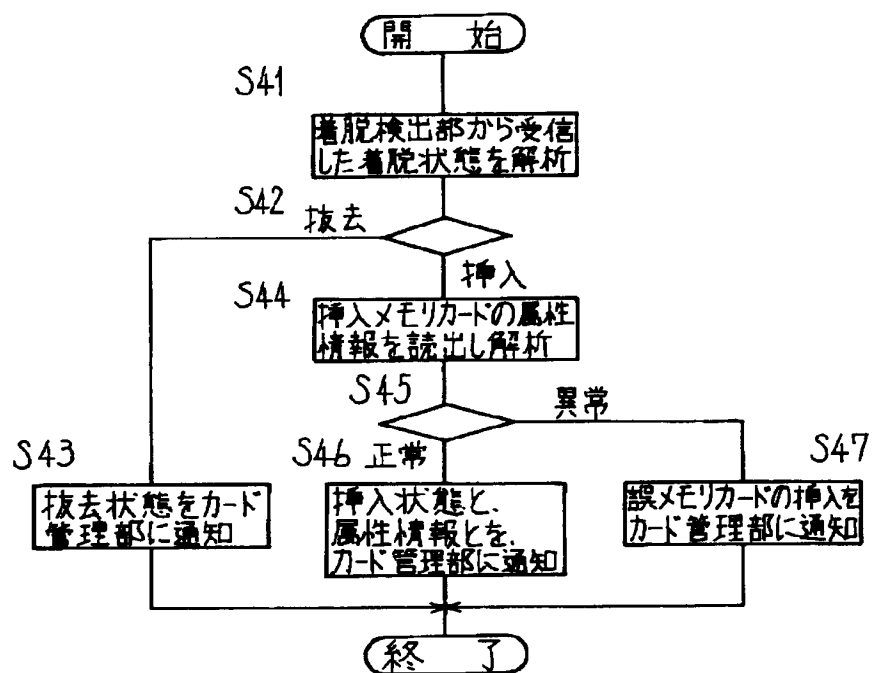 開 始
S41
着脱検出部から受信
した着脱状態を解析
S42
抜去
挿入
S44
挿入メモリカードの属性
情報を読出し解析
S45
異常
S43
S46 正常
S47
抜去状態をカード
管理部に通知
挿入状態と、
属性情報とを、
カード管理部に通知
誤メモリカードの挿入を
カード管理部に通知
終 了